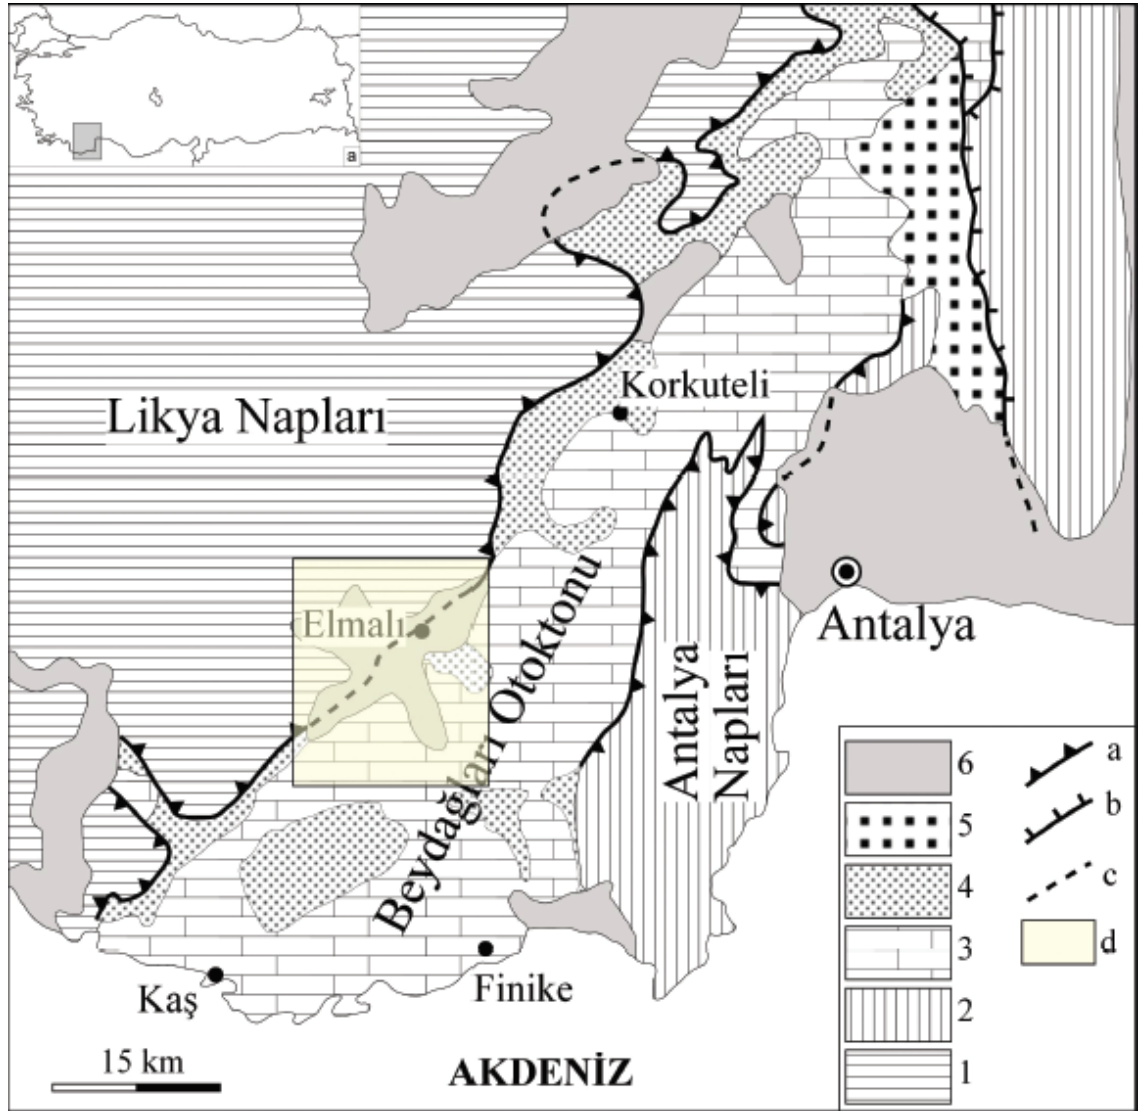 a
Korkuteli
Likya Napları
Elmalı
Beydağları Otoktonu
Antalya
Napları
Antalya
Kaş
Finike
15 km
AKDENİZ
6
5
4
3
2
1
a
b
c
d